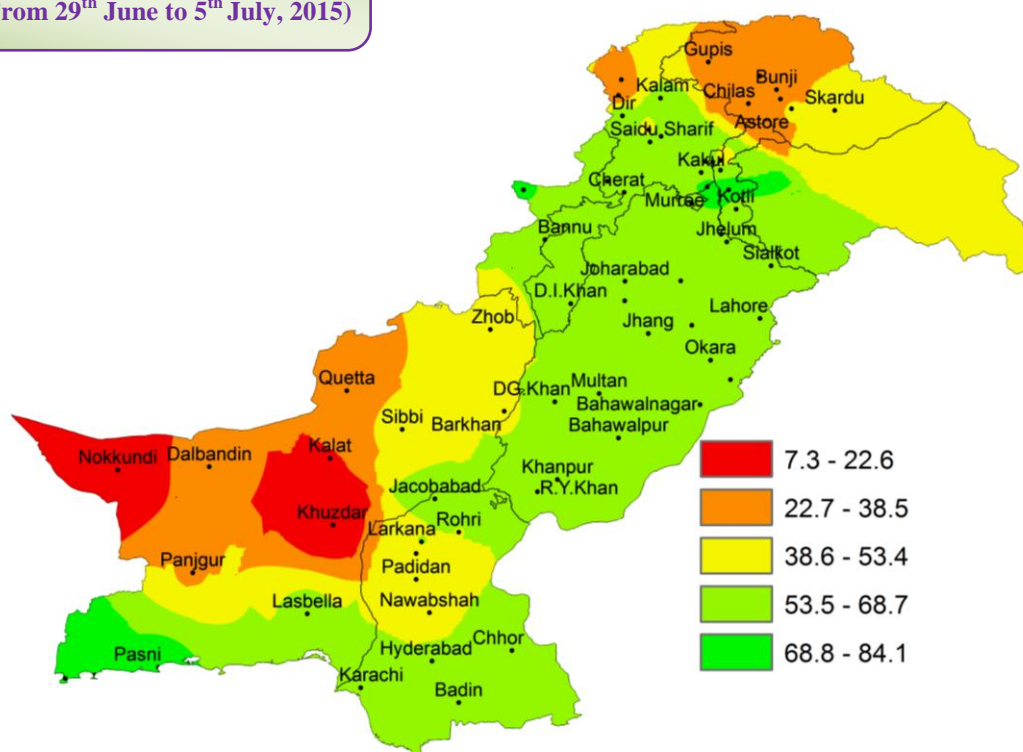 rom 29th June to 5th July, 2015)
Gupis
Bunji
Kalam
Chilas
Skardu
Dir
Astore
Saidu Sharif
Kakul
Cherat
Murree
Kotli
Bannu
Jhelum
Sialkot
Joharabad
D.I.Khan
Lahore
Zhob
Jhang
Okara
Quetta
DG.Khan
Multan
Bahawalnagar
Sibbi
Barkhan
Bahawalpur
Kalat
Nokkundi
Dalbandin
7.3 - 22.6
Khanpur
R.Y.Khan
Jacobabad
22.7 - 38.5
Khuzdar
Rohri
Larkana
38.6 - 53.4
Panjgur
Padidan
Lasbella
Nawabshah
53.5 - 68.7
Chhor
Hyderabad
Pasni
68.8 - 84.1
Karachi
Badin